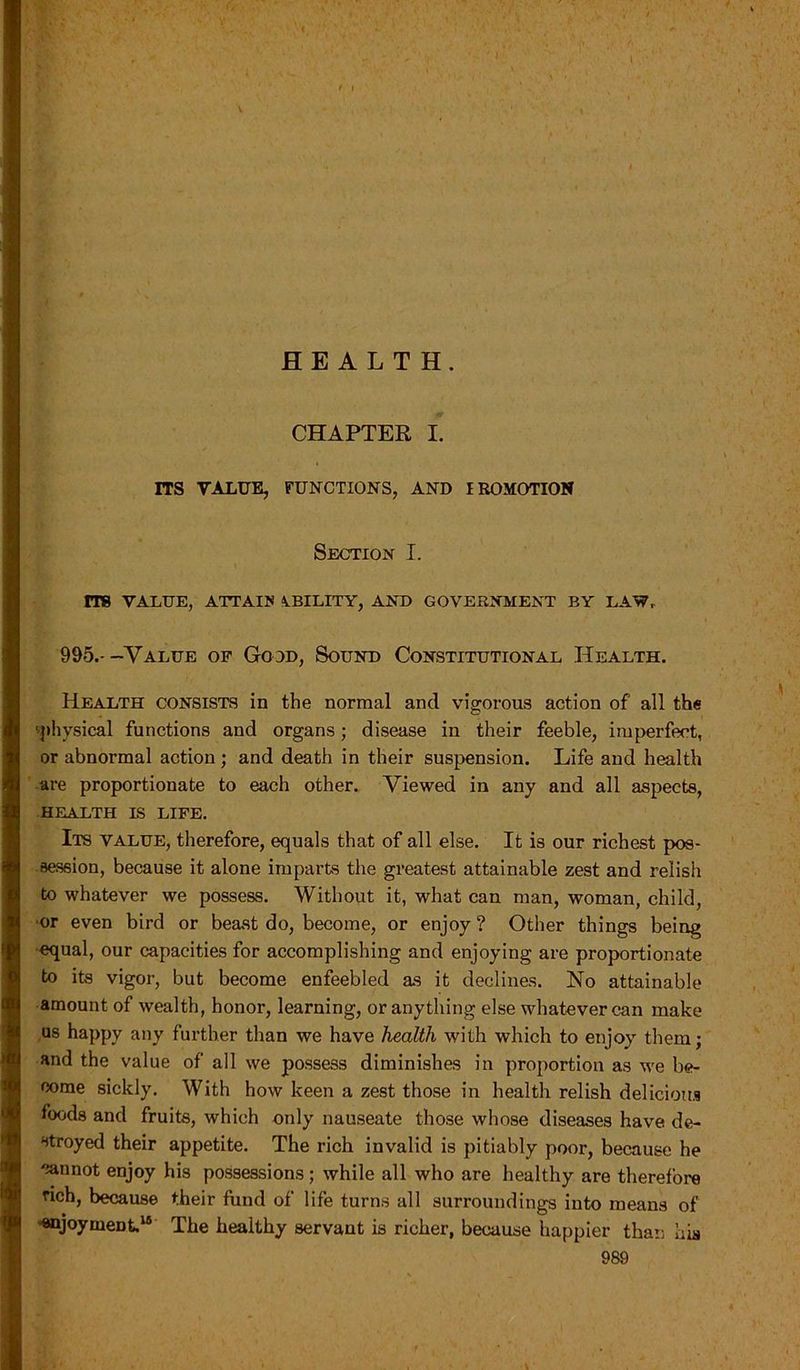 HEALTH.
CHAPTER I.
ITS VALUE, FUNCTIONS, AND PROMOTION
Section I.
ITS VALUE, ATTAINABILITY, AND GOVERNMENT BY LAW.
995.--Value of Good, Sound Constitutional Health.
Health consists in the normal and vigorous action of all the
physical functions and organs; disease in their feeble, imperfect,
or abnormal action; and death in their suspension. Life and health
are proportionate to each other. Viewed in any and all aspects,
HEALTH IS LIFE.
Its value, therefore, equals that of all else. It is our richest pos-
session, because it alone imparts the greatest attainable zest and relish
to whatever we possess. Without it, what can man, woman, child,
or even bird or beast do, become, or enjoy? Other things being
equal, our capacities for accomplishing and enjoying are proportionate
to its vigor, but become enfeebled as it declines. No attainable
amount of wealth, honor, learning, or anything else whatever can make
us happy any further than we have health with which to enjoy them;
and the value of all we possess diminishes in proportion as we be-
come sickly. With how keen a zest those in health relish delicious
foods and fruits, which only nauseate those whose diseases have de-
stroyed their appetite. The rich invalid is pitiably poor, because he
cannot enjoy his possessions; while all who are healthy are therefore
rich, because their fund of life turns all surroundings into means of
enjoyment.¹⁵ The healthy servant is richer, because happier than his
989